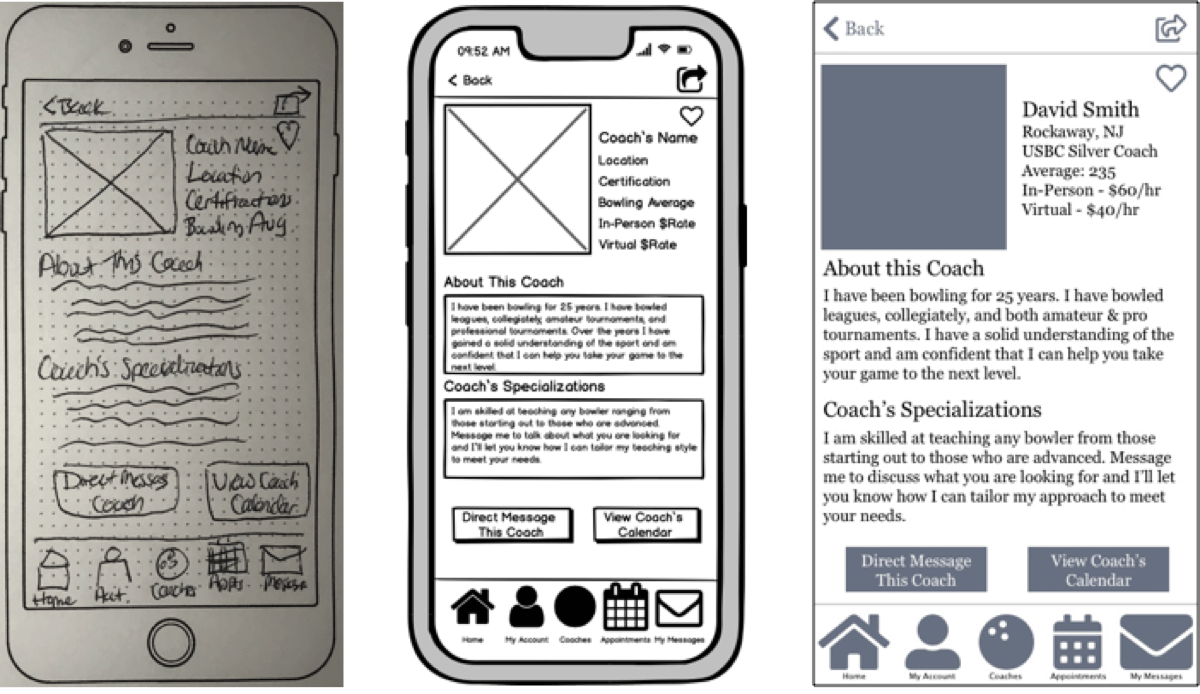 < Back
Coach Name
Location
Certifications
Bowling Avg.
About This Coach
Coach's Specializations
Direct Message
Coach
View Coach
Calendar
Home
Acct.
Coaches
Appts
Message
09:52 AM
< Back
Coach's Name
Location
Certification
Bowling Average
In-Person $Rate
Virtual $Rate
About This Coach
I have been bowling for 25 years. I have bowled
leagues, collegiately, amateur tournaments, and
professional tournaments. Over the years I have
gained a solid understanding of the sport and am
confident that I can help you take your game to the
next level.
Coach's Specializations
I am skilled at teaching any bowler ranging from
those starting out to those who are advanced.
Message me to talk about what you are looking for
and I'll let you know how I can tailor my teaching style
to meet your needs.
Direct Message
This Coach
View Coach's
Calendar
Home
My Account
Coaches
Appointments
My Messages
Back
David Smith
Rockaway, NJ
USBC Silver Coach
Average: 235
In-Person - $60/hr
Virtual - $40/hr
About this Coach
I have been bowling for 25 years. I have bowled
leagues, collegiately, and both amateur & pro
tournaments. I have a solid understanding of the
sport and am confident that I can help you take
your game to the next level.
Coach's Specializations
I am skilled at teaching any bowler from those
starting out to those who are advanced. Message
me to discuss what you are looking for and I'll let
you know how I can tailor my approach to meet
your needs.
Direct Message
This Coach
View Coach's
Calendar
Home
My Account
Coaches
Appointments
My Messages